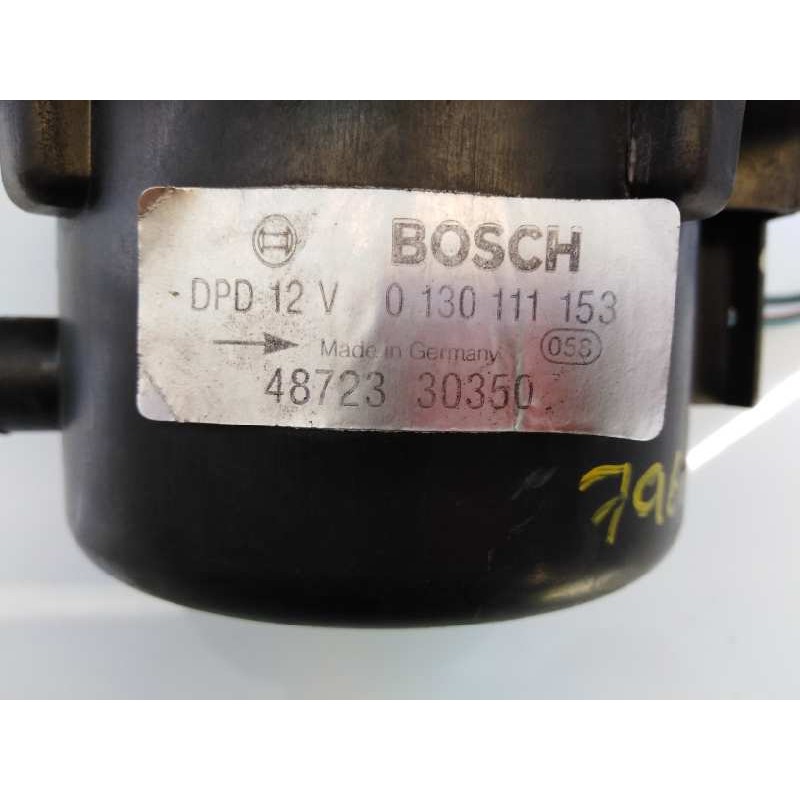 BOSCH
DPD 12 V 0 130 111 153
Made in Germany 058
48723 30350